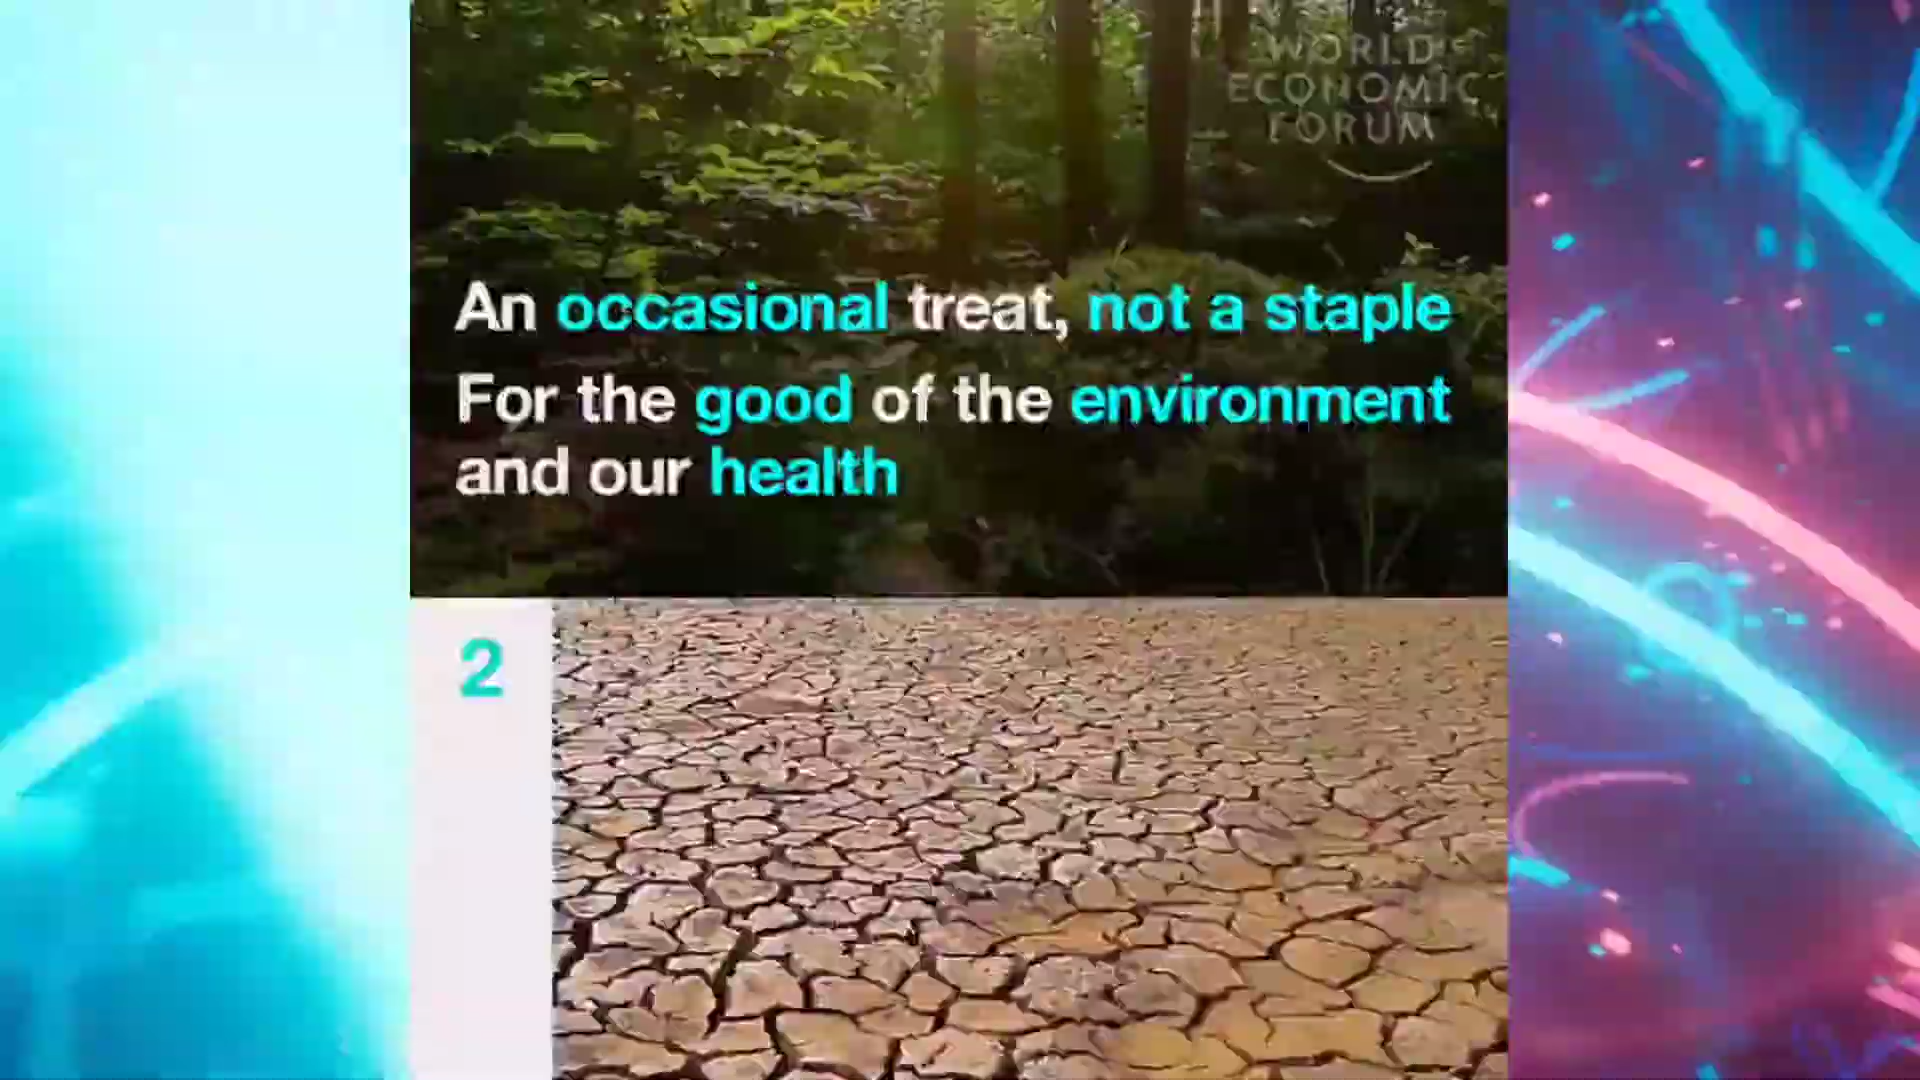 WORLD
ECONOMIC
FORUM
An occasional treat, not a staple
For the good of the environment
and our health
2